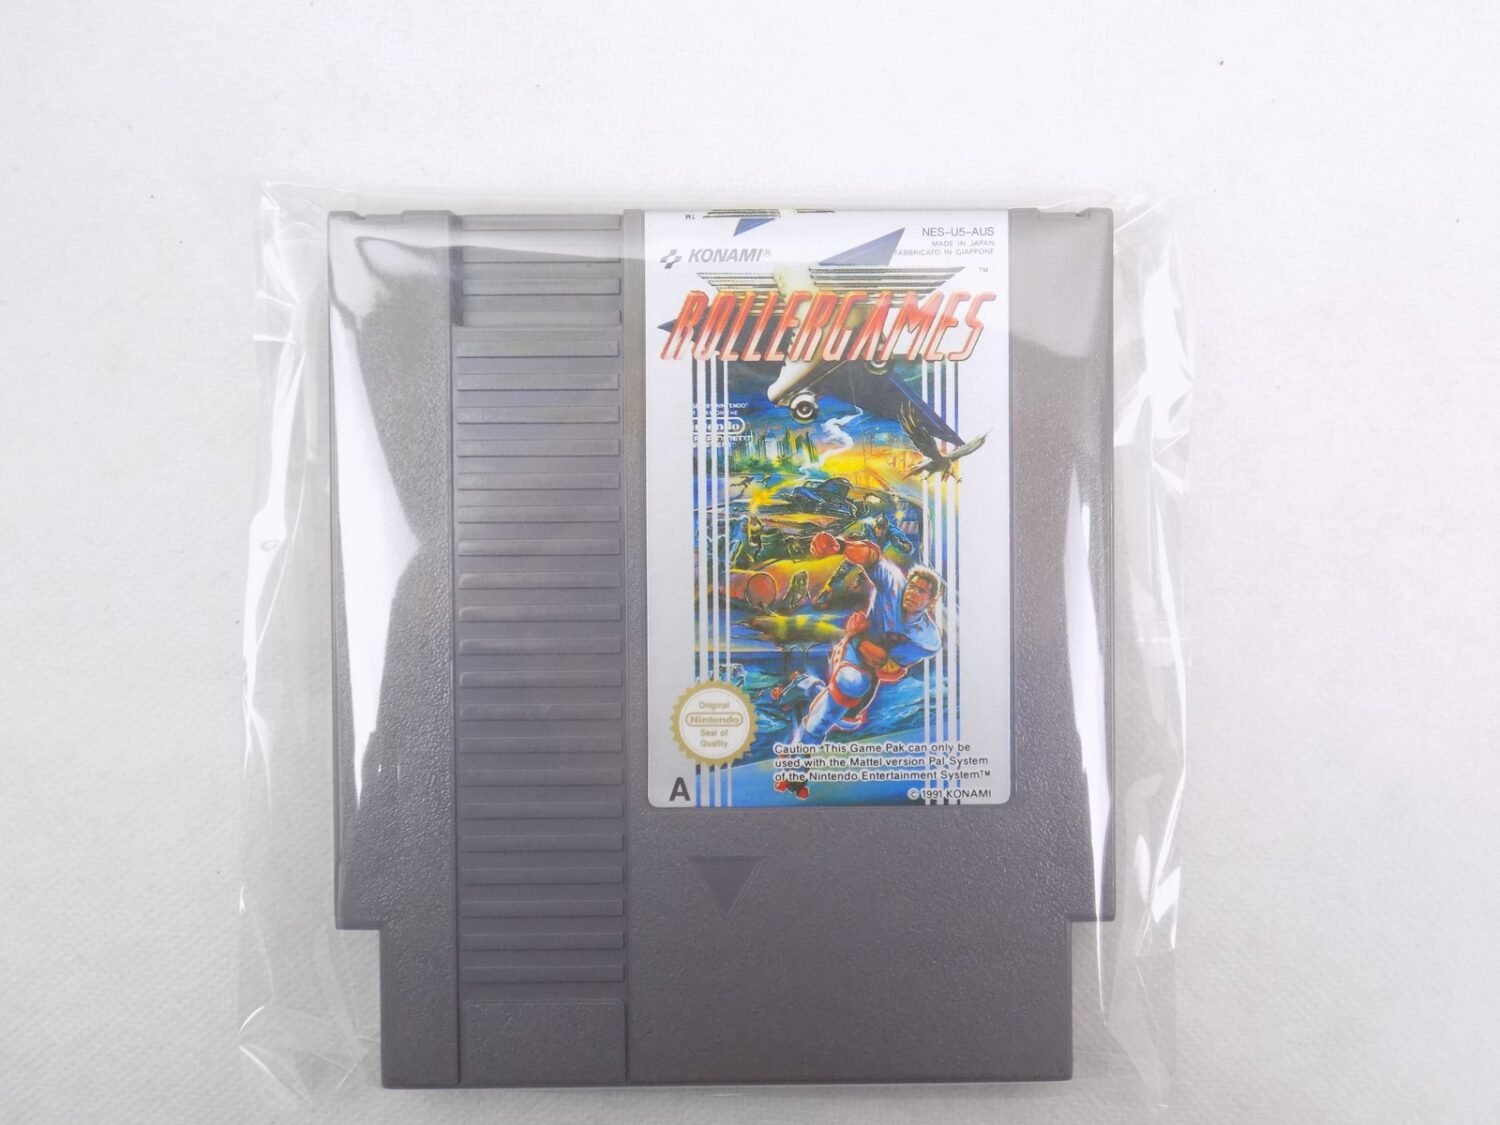 TM
KONAMI®
NES-U5-AUS
MADE IN JAPAN
FABBRICATO IN GIAPPONE
TM
ROLLERGAMES
Original
Nintendo
Seal of
Quality
Caution This Game Pak can only be
used with the Mattel version Pal System
of the Nintendo Entertainment System™
© 1991 KONAMI
A